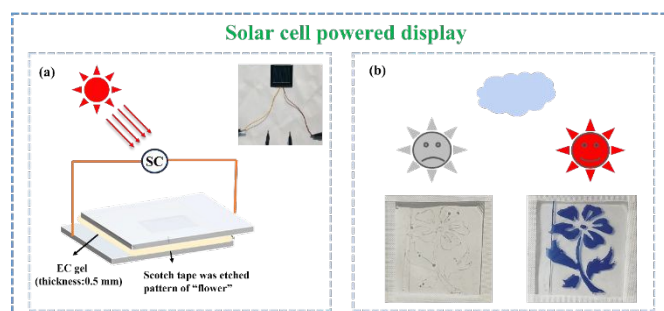 Solar cell powered display
(a)
SC
EC gel
(thickness:0.5 mm)
Scotch tape was etched
pattern of “flower”
(b)